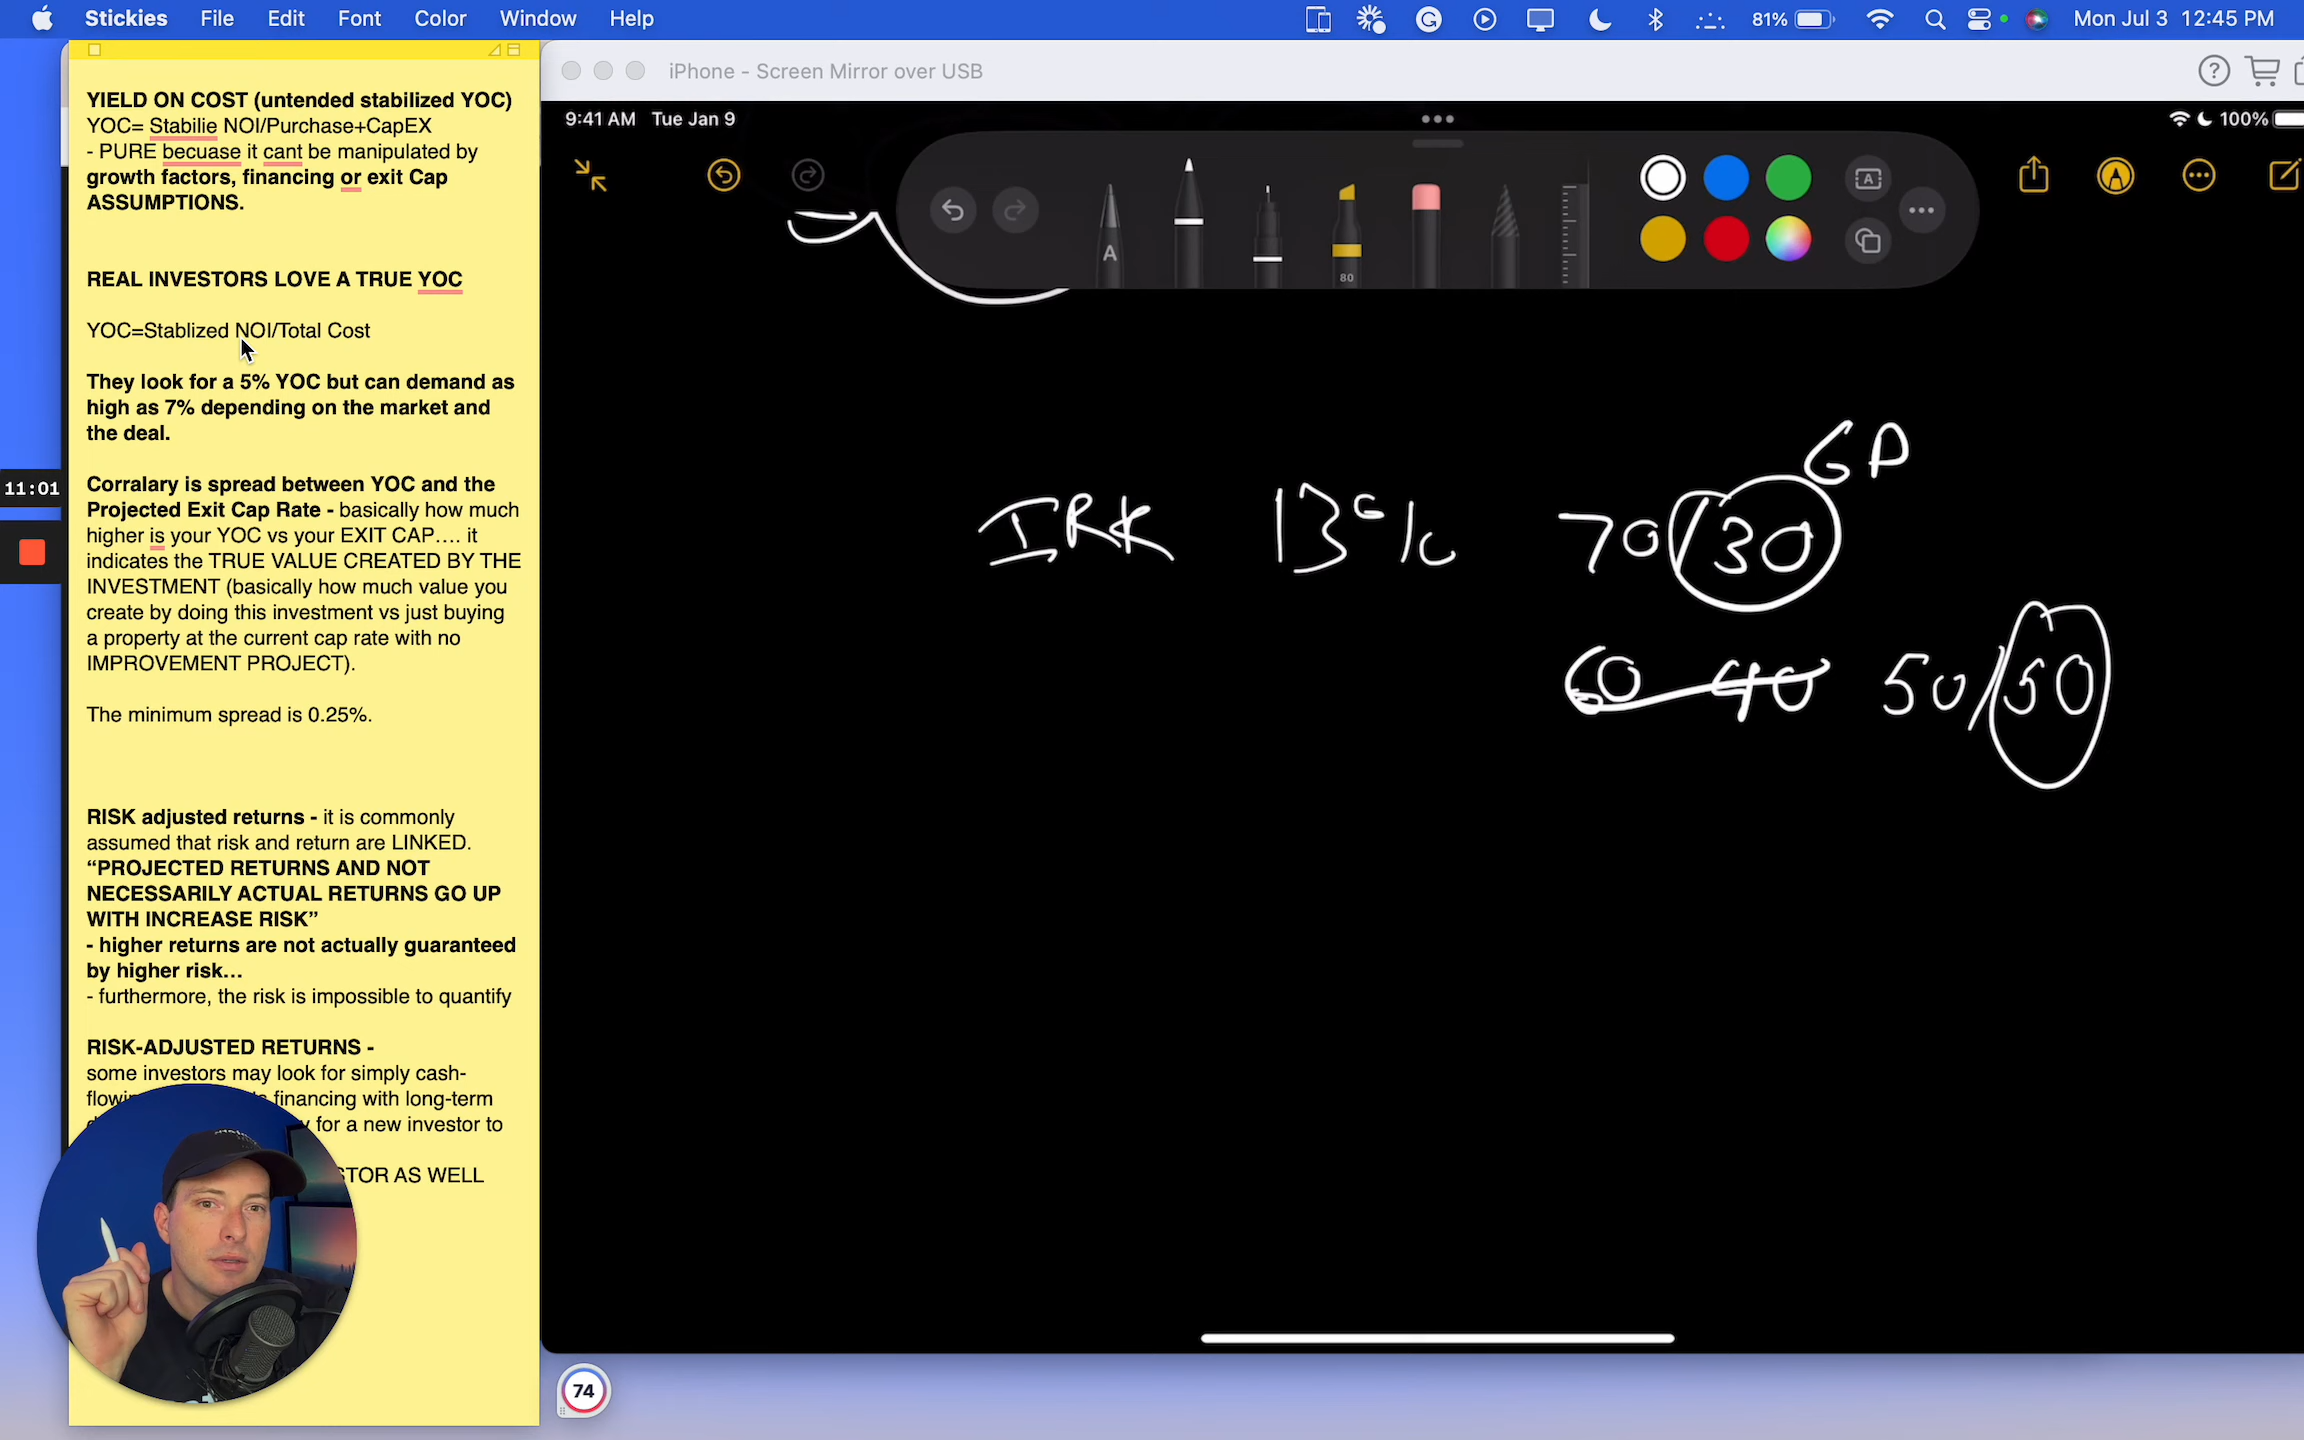 Stickies File Edit Font Color Window Help 81% Mon Jul 3 12:45 PM
YIELD ON COST (untended stabilized YOC)
YOC= Stabilie NOI/Purchase+CapEX
- PURE becuase it cant be manipulated by
growth factors, financing or exit Cap
ASSUMPTIONS.
REAL INVESTORS LOVE A TRUE YOC
YOC=Stablized NOI/Total Cost
They look for a 5% YOC but can demand as
high as 7% depending on the market and
the deal.
Corralary is spread between YOC and the
Projected Exit Cap Rate - basically how much
higher is your YOC vs your EXIT CAP.... it
indicates the TRUE VALUE CREATED BY THE
INVESTMENT (basically how much value you
create by doing this investment vs just buying
a property at the current cap rate with no
IMPROVEMENT PROJECT).
The minimum spread is 0.25%.
RISK adjusted returns - it is commonly
assumed that risk and return are LINKED.
“PROJECTED RETURNS AND NOT
NECESSARILY ACTUAL RETURNS GO UP
WITH INCREASE RISK”
- higher returns are not actually guaranteed
by higher risk...
- furthermore, the risk is impossible to quantify
RISK-ADJUSTED RETURNS -
some investors may look for simply cash-
financing with long-term
for a new investor to
AS WELL
11:01
iPhone - Screen Mirror over USB
9:41 AM Tue Jan 9 100%
A 80 A
GP
IRR 13% 70/30
60 40 50/50
74